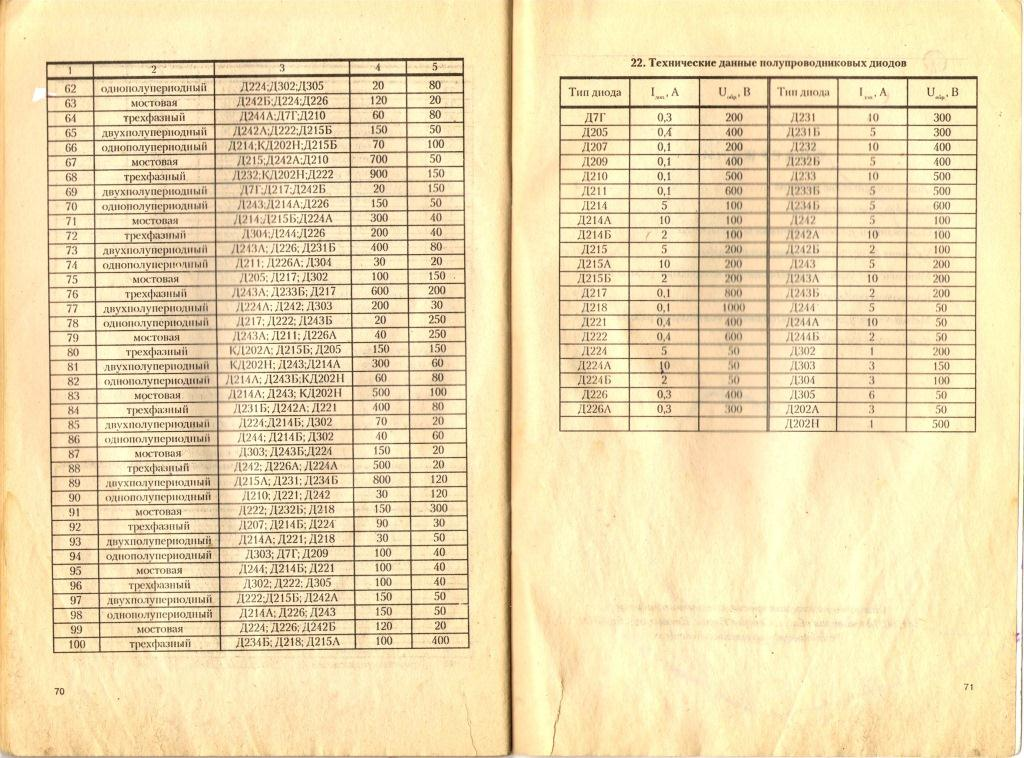 1 2 3 4 5
62 однополупериодный Д224;Д302;Д305 20 80
63 мостовая Д242Б;Д224;Д226 120 20
64 трехфазный Д244А;Д7Г;Д210 60 80
65 двухполупериодный Д242А;Д222;Д215Б 150 50
66 однополупериодный Д214;КД202Н;Д215Б 70 100
67 мостовая Д215;Д242А;Д210 700 50
68 трехфазный Д232;КД202Н;Д222 900 150
69 двухполупериодный Д7Г;Д217;Д242Б 20 150
70 однополупериодный Д243;Д214А;Д226 150 50
71 мостовая Д214;Д215Б;Д224А 300 40
72 трехфазный Д304;Д244;Д226 200 40
73 двухполупериодный Д243А; Д226; Д231Б 400 80
74 однополупериодный Д211; Д226А; Д304 30 20
75 мостовая Д205; Д217; Д302 100 150
76 трехфазный Д243А; Д233Б; Д217 600 200
77 двухполупериодный Д224А; Д242; Д303 200 30
78 однополупериодный Д217; Д222; Д243Б 20 250
79 мостовая Д243А; Д211; Д226А 40 250
80 трехфазный КД202А; Д215Б; Д205 150 150
81 двухполупериодный КД202Н; Д243;Д214А 300 60
82 однополупериодный Д214А; Д243Б;КД202Н 60 80
83 мостовая Д214А; Д243; КД202Н 500 100
84 трехфазный Д231Б; Д242А; Д221 400 80
85 двухполупериодный Д224;Д214Б; Д302 70 20
86 однополупериодный Д244; Д214Б; Д302 40 60
87 мостовая Д303; Д243Б;Д224 150 20
88 трехфазный Д242; Д226А; Д224А 500 20
89 двухполупериодный Д215А; Д231; Д234Б 800 120
90 однополупериодный Д210; Д221; Д242 30 120
91 мостовая Д222; Д232Б; Д218 150 300
92 трехфазный Д207; Д214Б; Д224 90 30
93 двухполупериодный Д214А; Д221; Д218 30 50
94 однополупериодный Д303; Д7Г; Д209 100 40
95 мостовая Д244; Д214Б; Д221 100 40
96 трехфазный Д302; Д222; Д305 100 40
97 двухполупериодный Д222;Д215Б; Д242А 150 50
98 однополупериодный Д214А; Д226; Д243 150 50
99 мостовая Д224; Д226; Д242Б 120 20
100 трехфазный Д234Б; Д218; Д215А 100 400
70
22. Технические данные полупроводниковых диодов
Тип диода I доп., А U обр., В Тип диода I доп., А U обр., В
Д7Г 0,3 200 Д231 10 300
Д205 0,4 400 Д231Б 5 300
Д207 0,1 200 Д232 10 400
Д209 0,1 400 Д232Б 5 400
Д210 0,1 500 Д233 10 500
Д211 0,1 600 Д233Б 5 500
Д214 5 100 Д234Б 5 600
Д214А 10 100 Д242 5 100
Д214Б 2 100 Д242А 10 100
Д215 5 200 Д242Б 2 100
Д215А 10 200 Д243 5 200
Д215Б 2 200 Д243А 10 200
Д217 0,1 800 Д243Б 2 200
Д218 0,1 1000 Д244 5 50
Д221 0,4 400 Д244А 10 50
Д222 0,4 600 Д244Б 2 50
Д224 5 50 Д302 1 200
Д224А 10 50 Д303 3 150
Д224Б 2 50 Д304 3 100
Д226 0,3 400 Д305 6 50
Д226А 0,3 300 Д202А 3 50
Д202Н 1 500
71